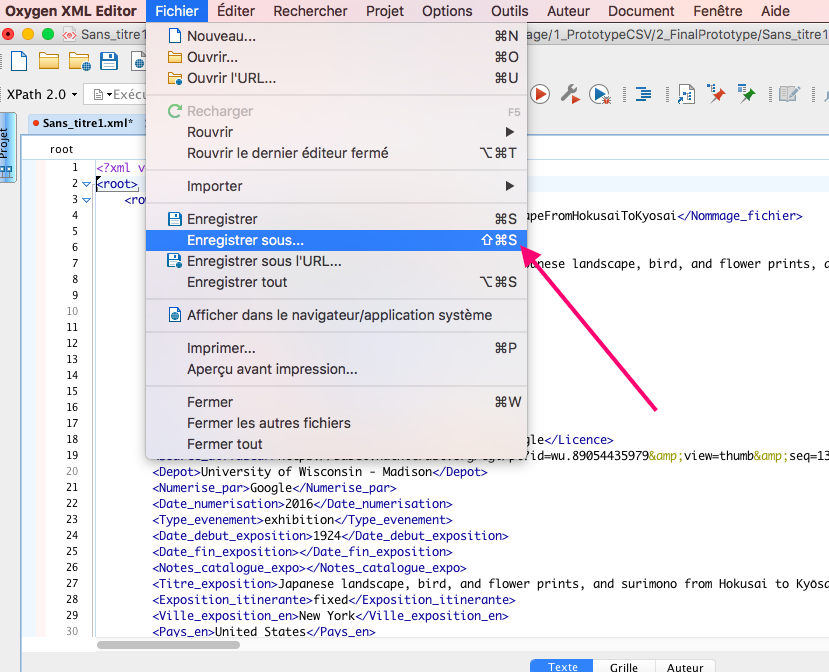 Oxygen XML Editor Fichier Éditer Rechercher Projet Options Outils Auteur Document Fenêtre Aide
Sans_titre1 age/1_PrototypeCSV/2_FinalPrototype/Sans_titre1
Nouveau... ⌘N
Ouvrir... ⌘O
Ouvrir l'URL... ⌘U
XPath 2.0 Exécu
Recharger F5
Sans_titre1.xml*
Projet
Rouvrir ▶
Rouvrir le dernier éditeur fermé ⌥⌘T
root
1 <?xml v
2 <root>
Importer ▶
3 <ro
4 apeFromHokusaiToKyosai</Nommage_fichier>
Enregistrer ⌘S
5
Enregistrer sous... ⇧⌘S
6
Enregistrer sous l'URL...
7 anese landscape, bird, and flower prints, a
Enregistrer tout ⌥⌘S
8
9
10
Afficher dans le navigateur/application système
11
12
Imprimer... ⌘P
13
Aperçu avant impression...
14
15
Fermer ⌘W
16
Fermer les autres fichiers
17
Fermer tout
18 gle</Licence>
19 ?id=wu.89054435979&amp;view=thumb&amp;seq=13
20 <Depot>University of Wisconsin - Madison</Depot>
21 <Numerise_par>Google</Numerise_par>
22 <Date_numerisation>2016</Date_numerisation>
23 <Type_evenement>exhibition</Type_evenement>
24 <Date_debut_exposition>1924</Date_debut_exposition>
25 <Date_fin_exposition></Date_fin_exposition>
26 <Notes_catalogue_expo></Notes_catalogue_expo>
27 <Titre_exposition>Japanese landscape, bird, and flower prints, and surimono from Hokusai to Kyōsa
28 <Exposition_itinerante>fixed</Exposition_itinerante>
29 <Ville_exposition_en>New York</Ville_exposition_en>
30 <Pays_en>United States</Pays_en>
Texte Grille Auteur